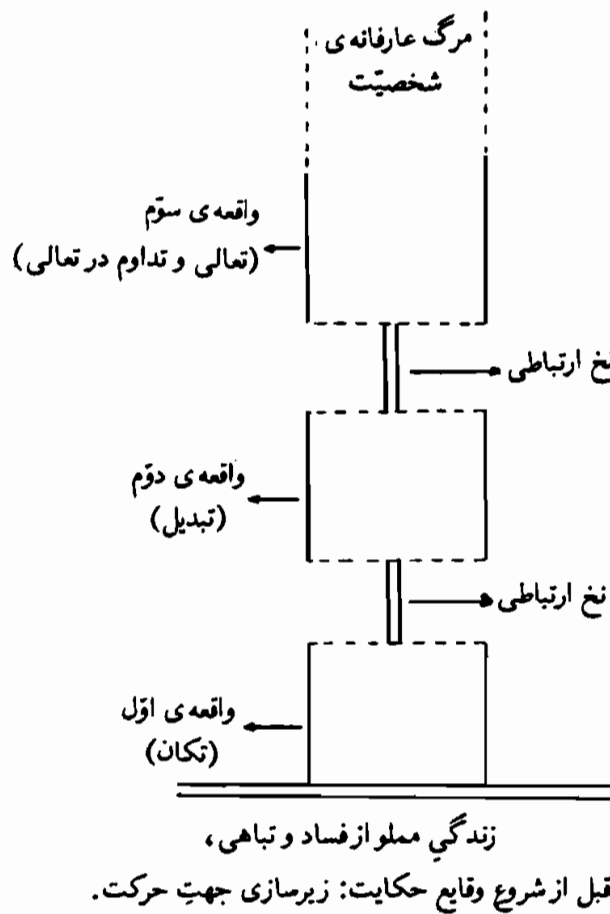 مرگ عارفانه‌ی
شخصیّت
واقعه‌ی سوّم
(تعالی و تداوم در تعالی)
نخ ارتباطی
واقعه‌ی دوّم
(تبدیل)
نخ ارتباطی
واقعه‌ی اوّل
(تکان)
زندگیِ مملو از فساد و تباهی،
قبل از شروع وقایع حکایت: زیرسازی جهتِ حرکت.